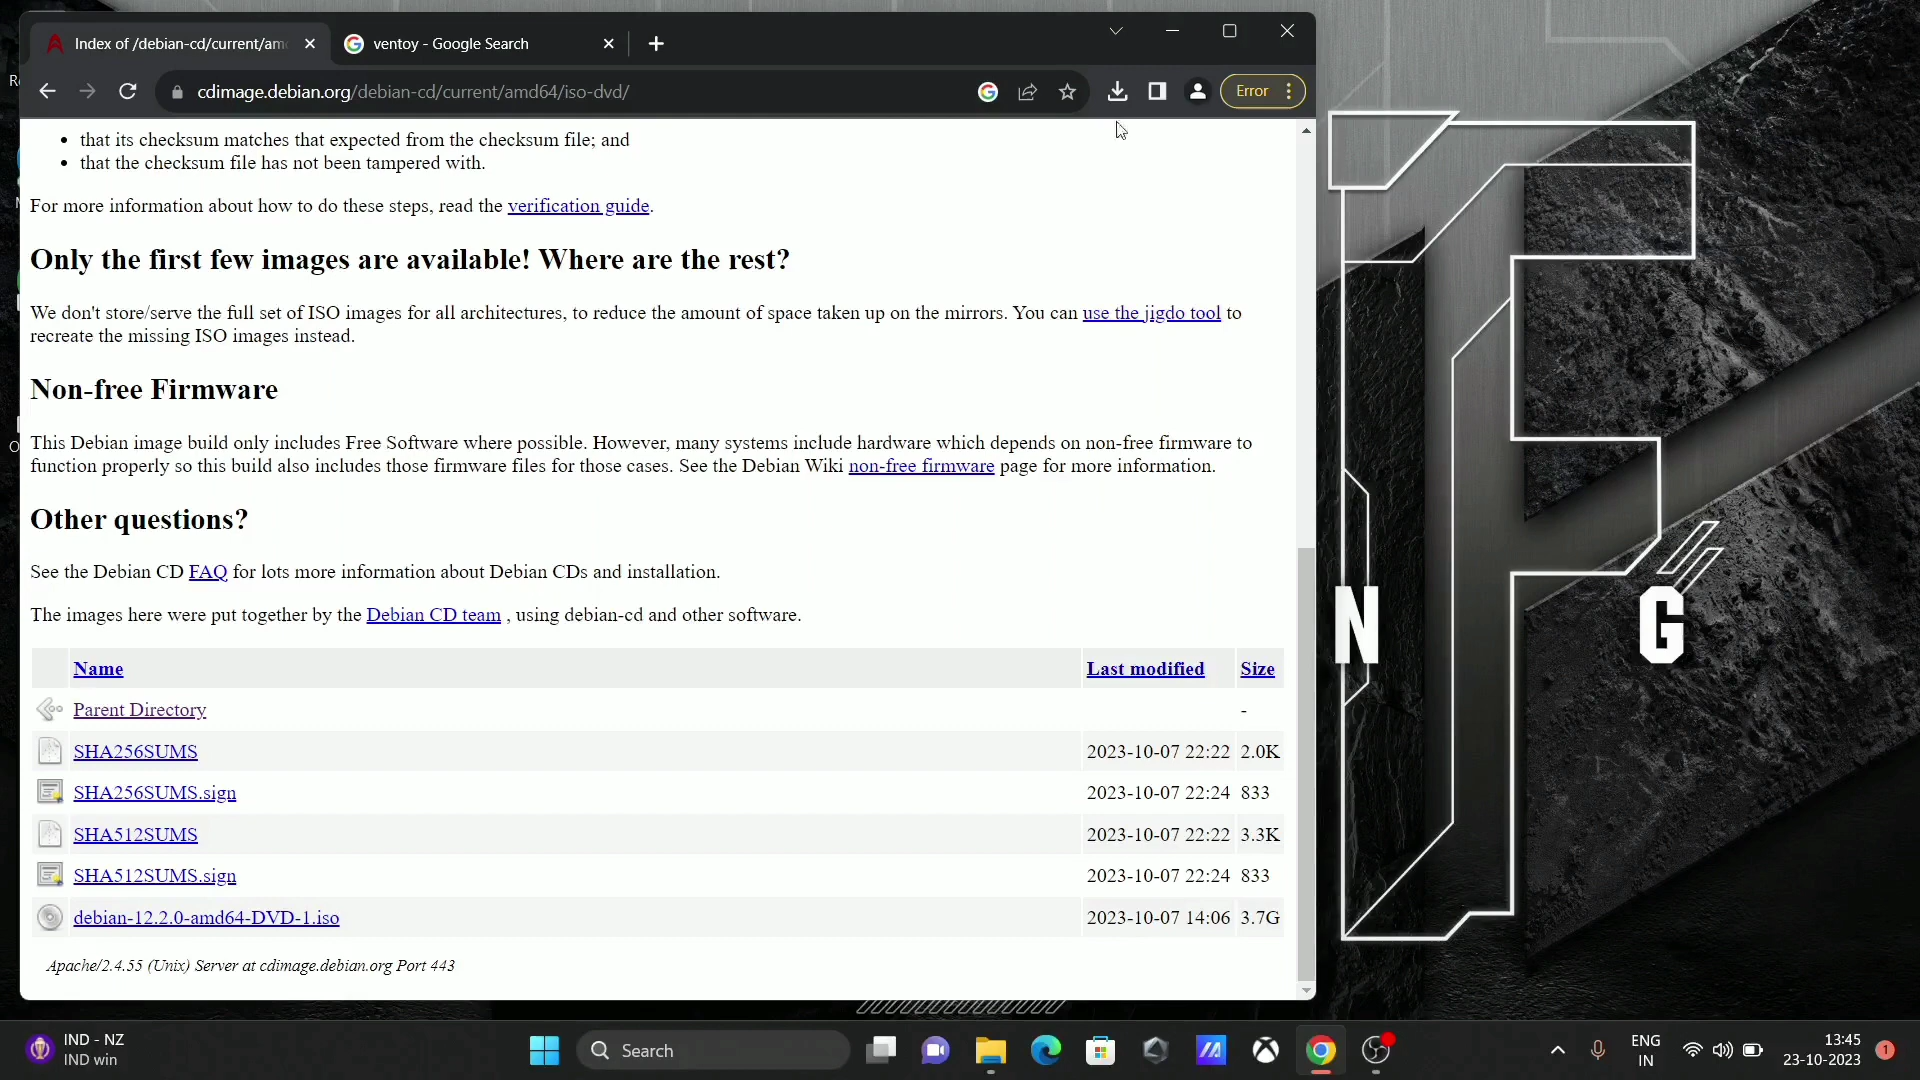 Index of /debian-cd/current/am
ventoy - Google Search
cdimage.debian.org/debian-cd/current/amd64/iso-dvd/
Error
that its checksum matches that expected from the checksum file; and
that the checksum file has not been tampered with.
For more information about how to do these steps, read the verification guide.
Only the first few images are available! Where are the rest?
We don't store/serve the full set of ISO images for all architectures, to reduce the amount of space taken up on the mirrors. You can use the jigdo tool to
recreate the missing ISO images instead.
Non-free Firmware
This Debian image build only includes Free Software where possible. However, many systems include hardware which depends on non-free firmware to
function properly so this build also includes those firmware files for those cases. See the Debian Wiki non-free firmware page for more information.
Other questions?
See the Debian CD FAQ for lots more information about Debian CDs and installation.
The images here were put together by the Debian CD team , using debian-cd and other software.
Name Last modified Size
Parent Directory -
SHA256SUMS 2023-10-07 22:22 2.0K
SHA256SUMS.sign 2023-10-07 22:24 833
SHA512SUMS 2023-10-07 22:22 3.3K
SHA512SUMS.sign 2023-10-07 22:24 833
debian-12.2.0-amd64-DVD-1.iso 2023-10-07 14:06 3.7G
Apache/2.4.55 (Unix) Server at cdimage.debian.org Port 443
N G
IND - NZ
IND win
Search
ENG
IN
13:45
23-10-2023
1